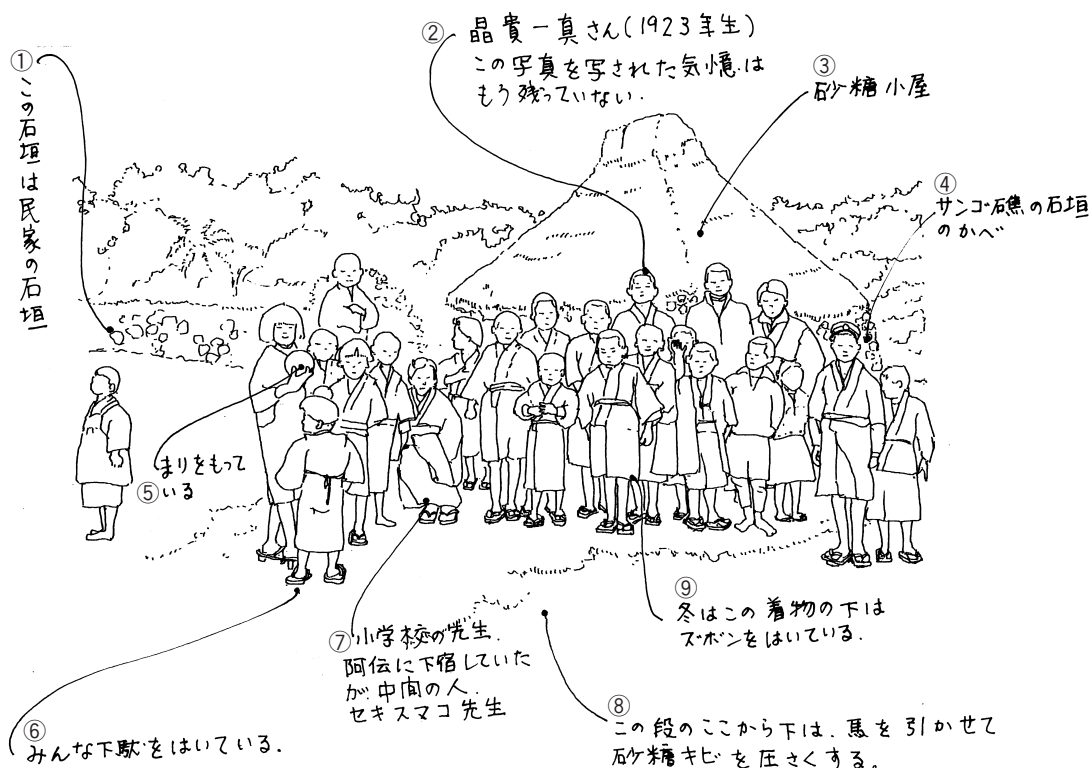 ① この石垣は民家の石垣
② 晶貴一真さん(1923年生)
この写真を写された気憶は
もう残っていない.
③ 砂糖小屋
④ サンゴ礁の石垣
のかべ
⑤ まりをもって
いる
⑥ みんな下駄をはいている.
⑦ 小学校の先生.
阿伝に下宿していた
が中間の人.
セキスマコ先生
⑧ この段のここから下は、馬を引かせて
砂糖キビを圧さくする。
⑨ 冬はこの着物の下は
ズボンをはいている.